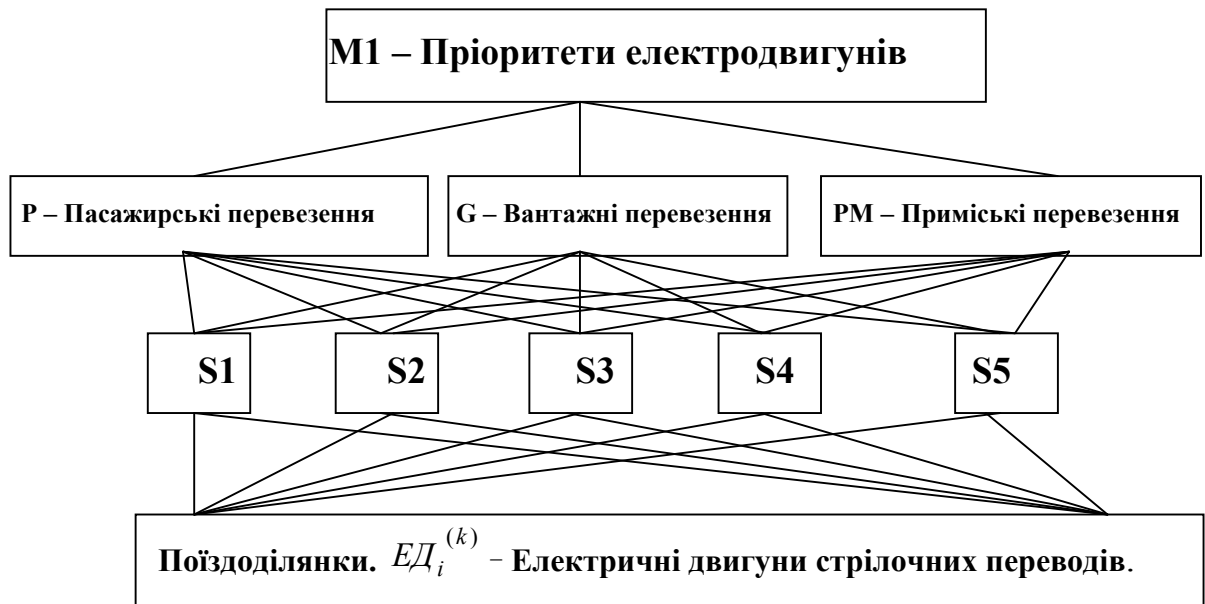 М1 – Пріоритети електродвигунів
Р – Пасажирські перевезення
G – Вантажні перевезення
РМ – Приміські перевезення
S1
S2
S3
S4
S5
Поїздоділянки. ЕД_i^(k) – Електричні двигуни стрілочних переводів.